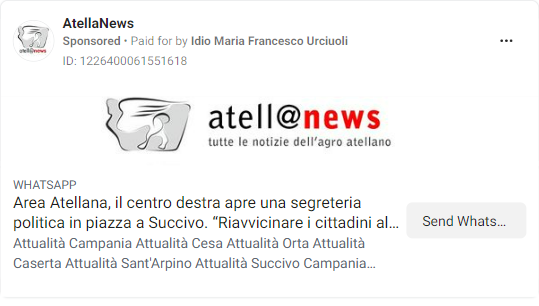 AtellaNews
Sponsored • Paid for by Idio Maria Francesco Urciuoli
ID: 1226400061551618
atell@news
tutte le notizie dell'agro atellano
WHATSAPP
Area Atellana, il centro destra apre una segreteria
politica in piazza a Succivo. “Riavvicinare i cittadini al...
Send Whats...
Attualità Campania Attualità Cesa Attualità Orta Attualità
Caserta Attualità Sant'Arpino Attualità Succivo Campania...